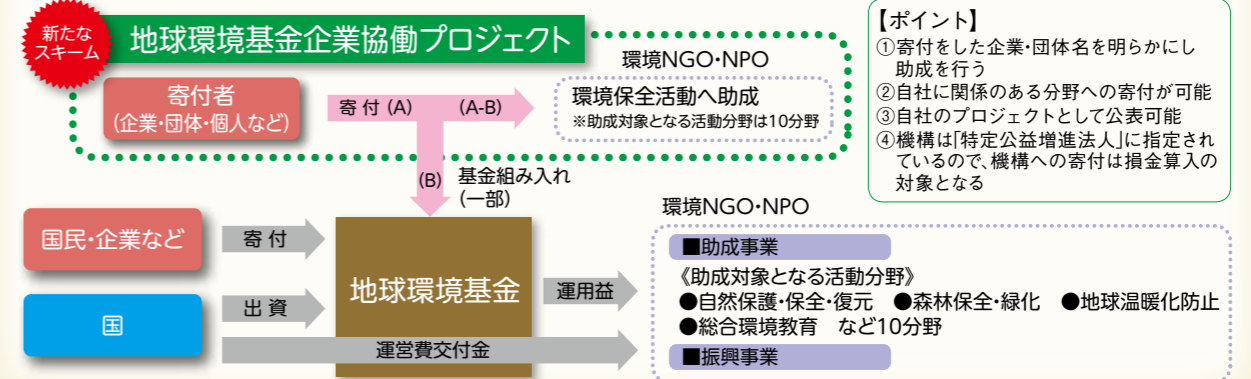 新たな
スキーム
地球環境基金企業協働プロジェクト
寄付者
(企業・団体・個人など)
寄 付 (A)
(A-B)
環境NGO・NPO
環境保全活動へ助成
※助成対象となる活動分野は10分野
(B)
基金組み入れ
(一部)
【ポイント】
①寄付をした企業・団体名を明らかにし
助成を行う
②自社に関係のある分野への寄付が可能
③自社のプロジェクトとして公表可能
④機構は「特定公益増進法人」に指定され
ているので、機構への寄付は損金算入の
対象となる
国民・企業など
寄 付
国
出 資
地球環境基金
運用益
運営費交付金
環境NGO・NPO
■助成事業
《助成対象となる活動分野》
●自然保護・保全・復元 ●森林保全・緑化 ●地球温暖化防止
●総合環境教育 など10分野
■振興事業